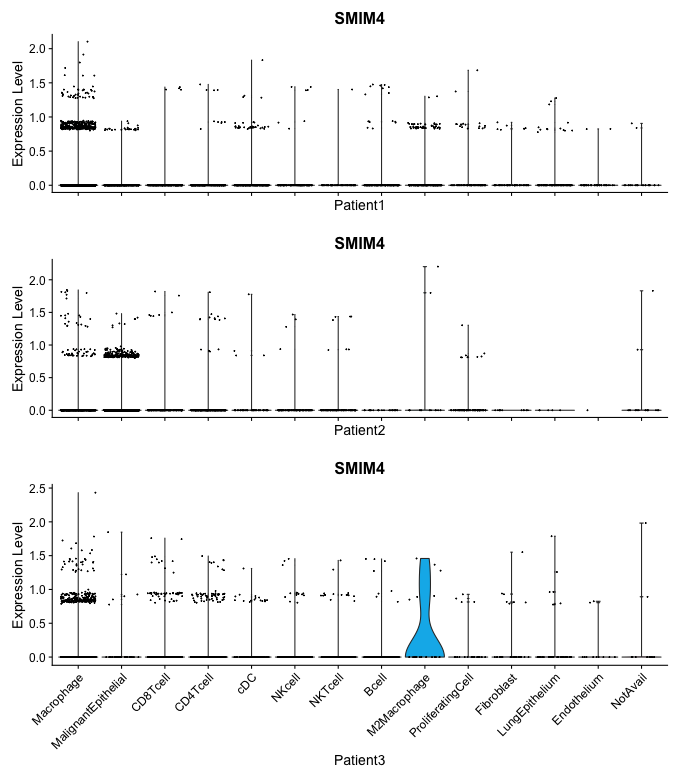 SMIM4
Expression Level
2.0
1.5
1.0
0.5
0.0
Patient1
SMIM4
Expression Level
2.0
1.5
1.0
0.5
0.0
Patient2
SMIM4
Expression Level
2.5
2.0
1.5
1.0
0.5
0.0
Macrophage
MalignantEpithelial
CD8Tcell
CD4Tcell
cDC
NKcell
NKTcell
Bcell
M2Macrophage
ProliferatingCell
Fibroblast
LungEpithelium
Endothelium
NotAvail
Patient3